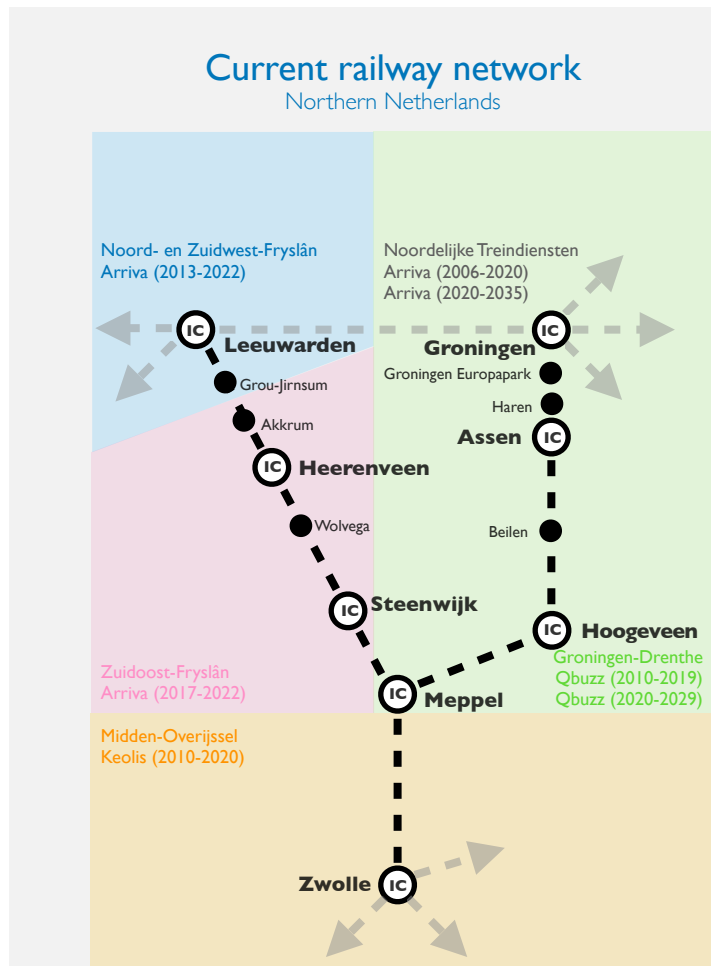 Current railway network
Northern Netherlands
Noord- en Zuidwest-Fryslân
Arriva (2013-2022)
Noordelijke Treindiensten
Arriva (2006-2020)
Arriva (2020-2035)
IC
Leeuwarden
IC
Groningen
Groningen Europapark
Grou-Jirnsum
Haren
Akkrum
IC
Assen
IC
Heerenveen
Wolvega
Beilen
IC
Steenwijk
IC
Hoogeveen
Groningen-Drenthe
Qbuzz (2010-2019)
Qbuzz (2020-2029)
Zuidoost-Fryslân
Arriva (2017-2022)
IC
Meppel
Midden-Overijssel
Keolis (2010-2020)
Zwolle
IC